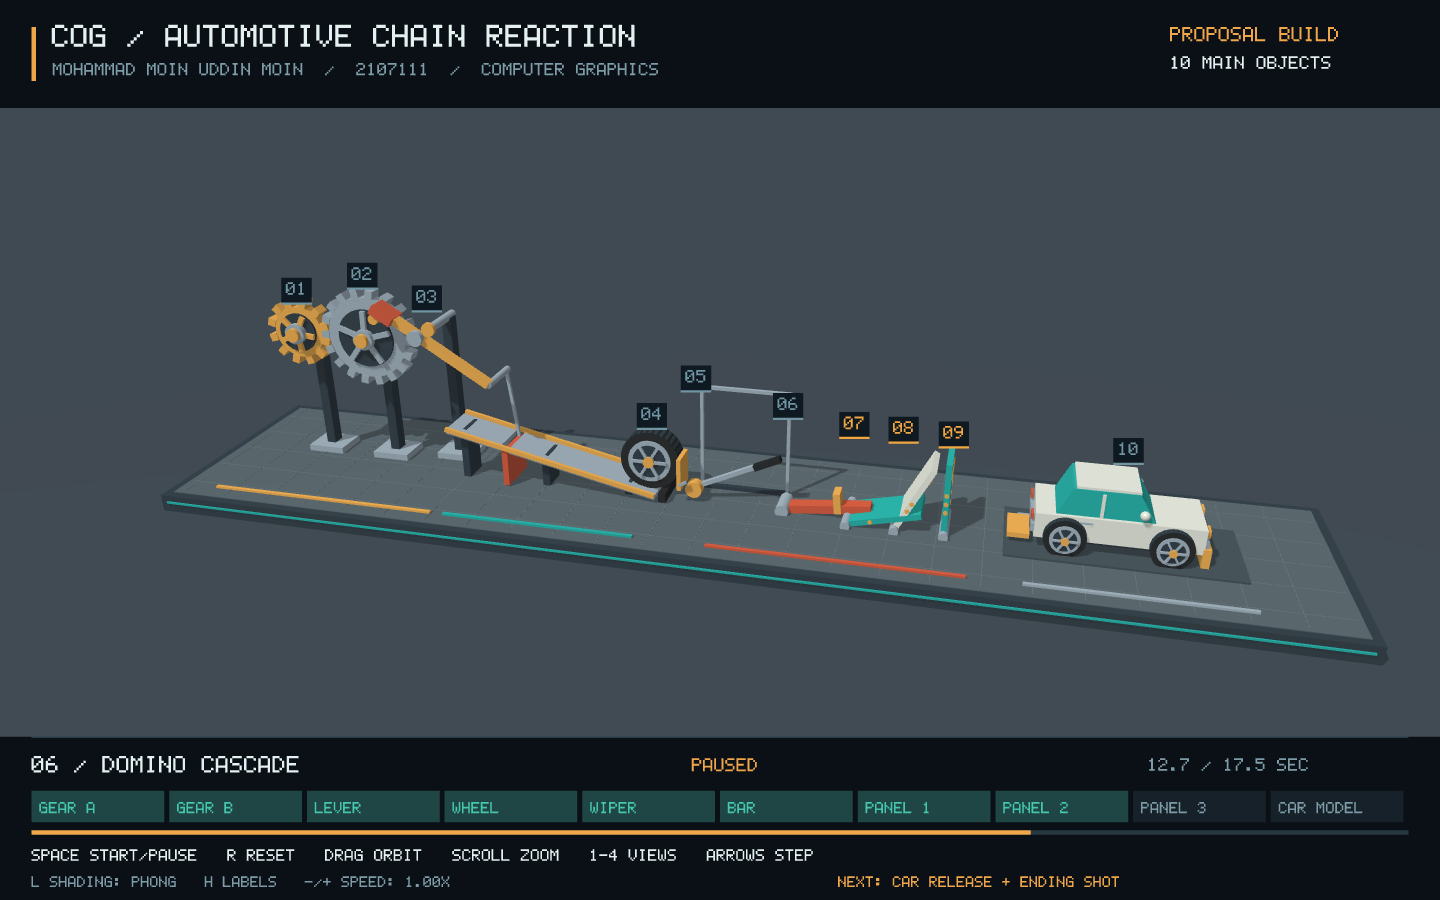 COG / AUTOMOTIVE CHAIN REACTION
MOHAMMAD MOIN UDDIN MOIN / 2107111 / COMPUTER GRAPHICS
PROPOSAL BUILD
10 MAIN OBJECTS
01
02
03
04
05
06
07
08
09
10
06 / DOMINO CASCADE
PAUSED
12.7 / 17.5 SEC
GEAR A
GEAR B
LEVER
WHEEL
WIPER
BAR
PANEL 1
PANEL 2
PANEL 3
CAR MODEL
SPACE START/PAUSE R RESET DRAG ORBIT SCROLL ZOOM 1-4 VIEWS ARROWS STEP
L SHADING: PHONG H LABELS -/+ SPEED: 1.00X
NEXT: CAR RELEASE + ENDING SHOT